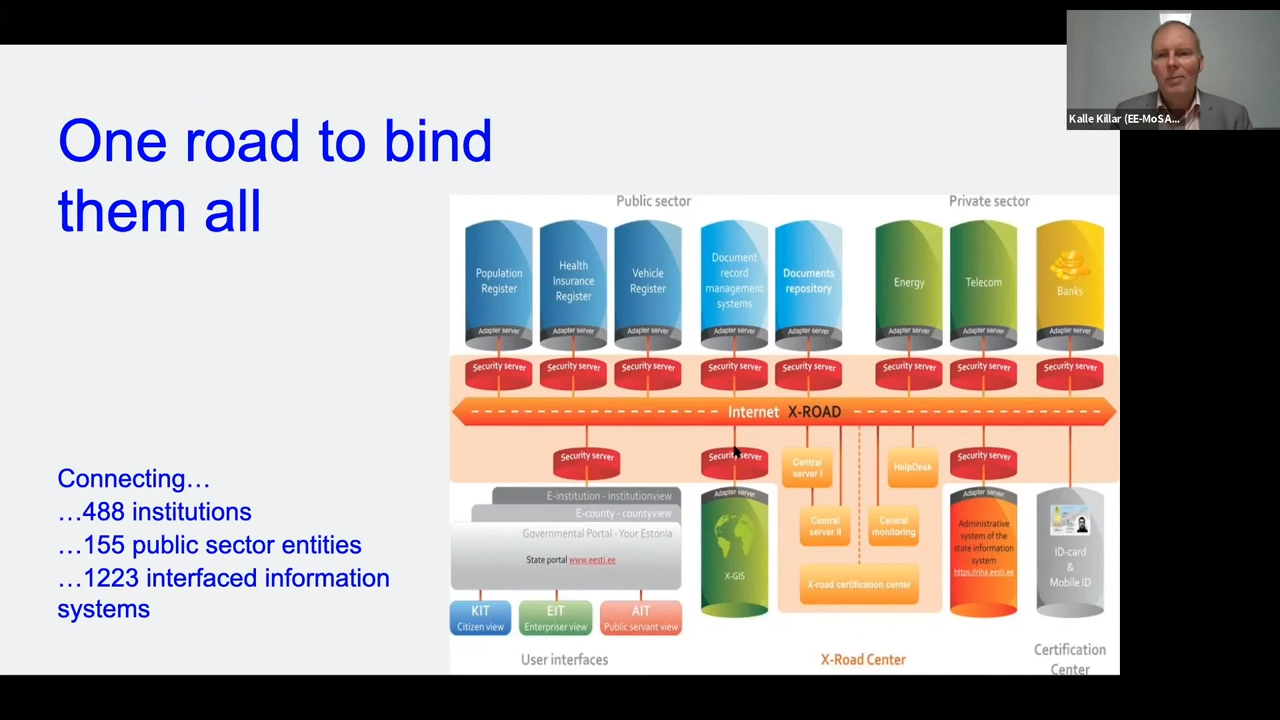 Kalle Killar (EE-MoSA...
One road to bind
them all
Connecting…
…488 institutions
…155 public sector entities
…1223 interfaced information
systems
Public sector
Private sector
Population
Register
Health
Insurance
Register
Vehicle
Register
Document
record
management
systems
Documents
repository
Energy
Telecom
Banks
Adapter server
Adapter server
Adapter server
Adapter server
Adapter server
Adapter server
Adapter server
Adapter server
Security server
Security server
Security server
Security server
Security server
Security server
Security server
Security server
Internet X-ROAD
Security server
Security server
Central
server I
HelpDesk
Security server
E-institution - institutionview
E-county - countyview
Governmental Portal - Your Estonia
State portal www.eesti.ee
KIT
Citizen view
EIT
Enterpriser view
AIT
Public servant view
User interfaces
Adapter server
X-GIS
Central
server II
Central
monitoring
X-road certification center
X-Road Center
Adapter server
Administrative
system of the
state information
system
https://riha.eesti.ee
ID-card
&
Mobile ID
Certification
Center